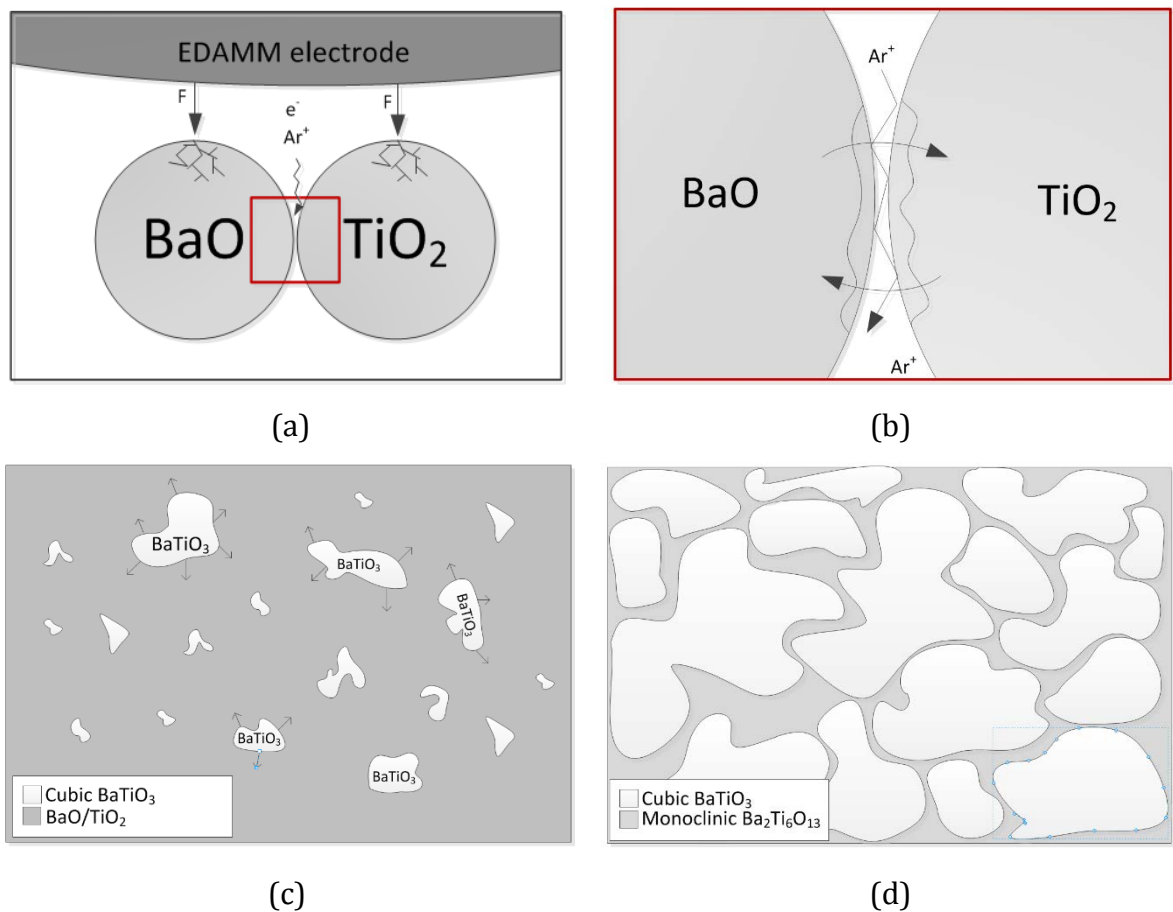 EDAMM electrode
F
F
e⁻
Ar⁺
BaO
TiO₂
(a)
Ar⁺
BaO
TiO₂
Ar⁺
(b)
BaTiO₃
BaTiO₃
BaTiO₃
BaTiO₃
BaTiO₃
Cubic BaTiO₃
BaO/TiO₂
(c)
Cubic BaTiO₃
Monoclinic Ba₂Ti₆O₁₃
(d)